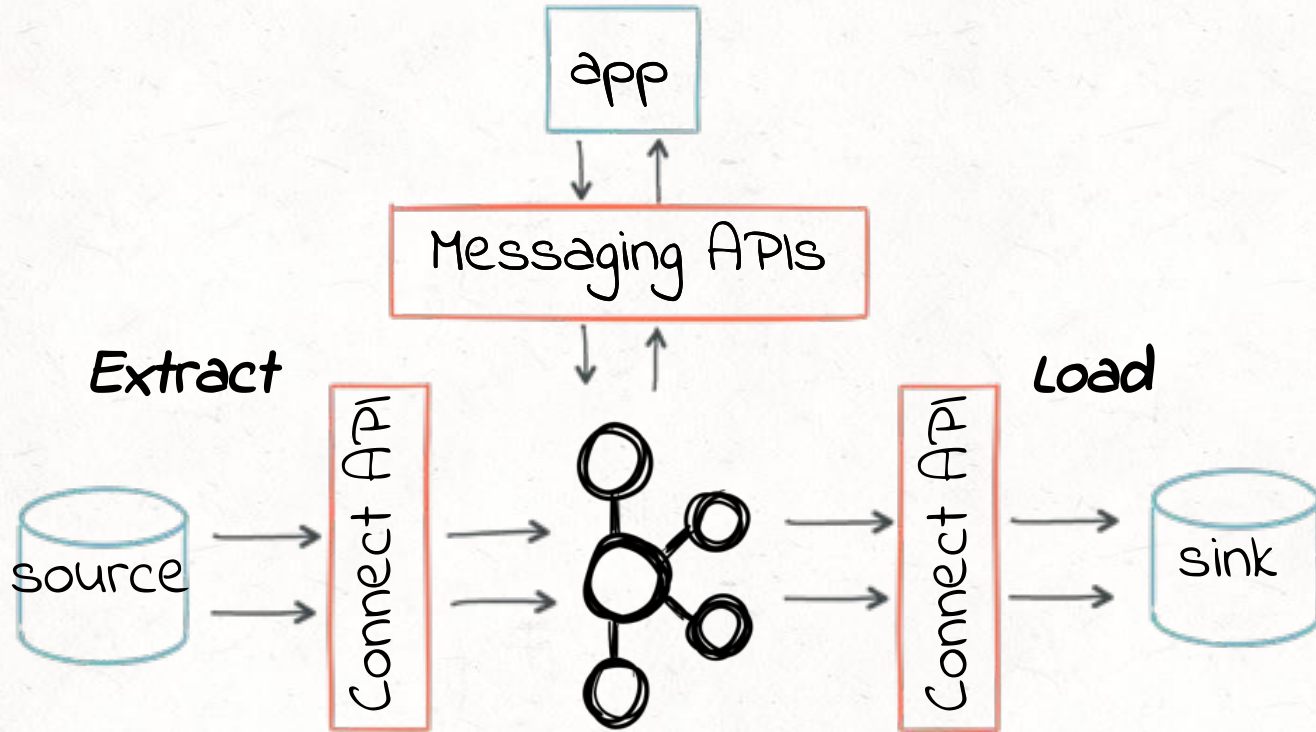 app
Messaging APIs
Extract
Load
source
Connect API
Connect API
sink